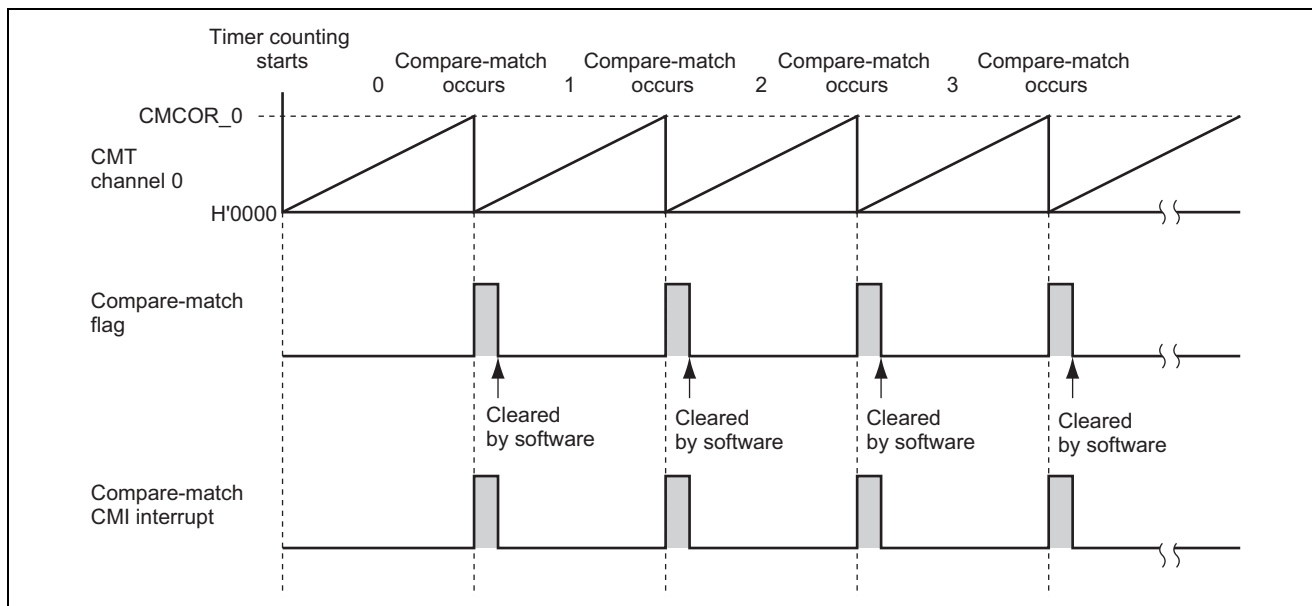 Timer counting
starts
0
Compare-match
occurs
1
Compare-match
occurs
2
Compare-match
occurs
3
Compare-match
occurs
CMCOR_0
CMT
channel 0
H'0000
Compare-match
flag
Cleared
by software
Cleared
by software
Cleared
by software
Cleared
by software
Compare-match
CMI interrupt